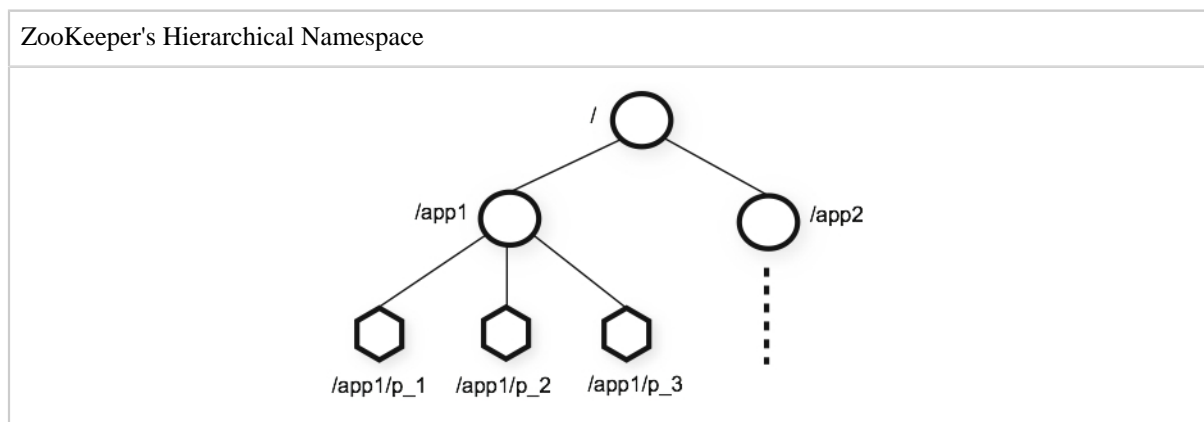 ZooKeeper's Hierarchical Namespace
/
/app1
/app2
/app1/p_1 /app1/p_2 /app1/p_3